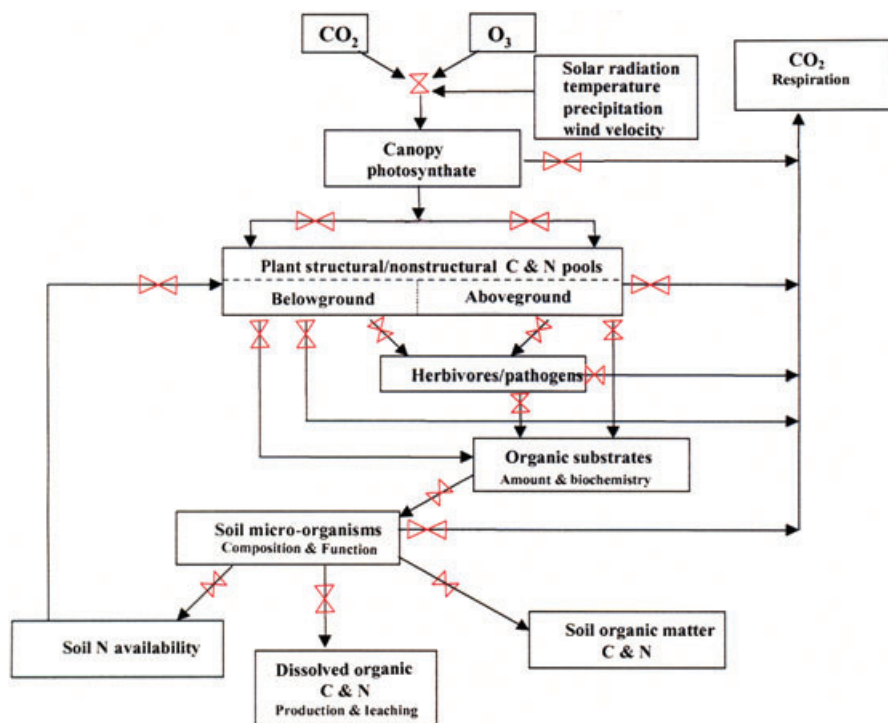 CO₂
O₃
CO₂
Respiration
Solar radiation
temperature
precipitation
wind velocity
Canopy
photosynthate
Plant structural/nonstructural C & N pools
Belowground
Aboveground
Herbivores/pathogens
Organic substrates
Amount & biochemistry
Soil micro-organisms
Composition & Function
Soil N availability
Dissolved organic
C & N
Production & leaching
Soil organic matter
C & N